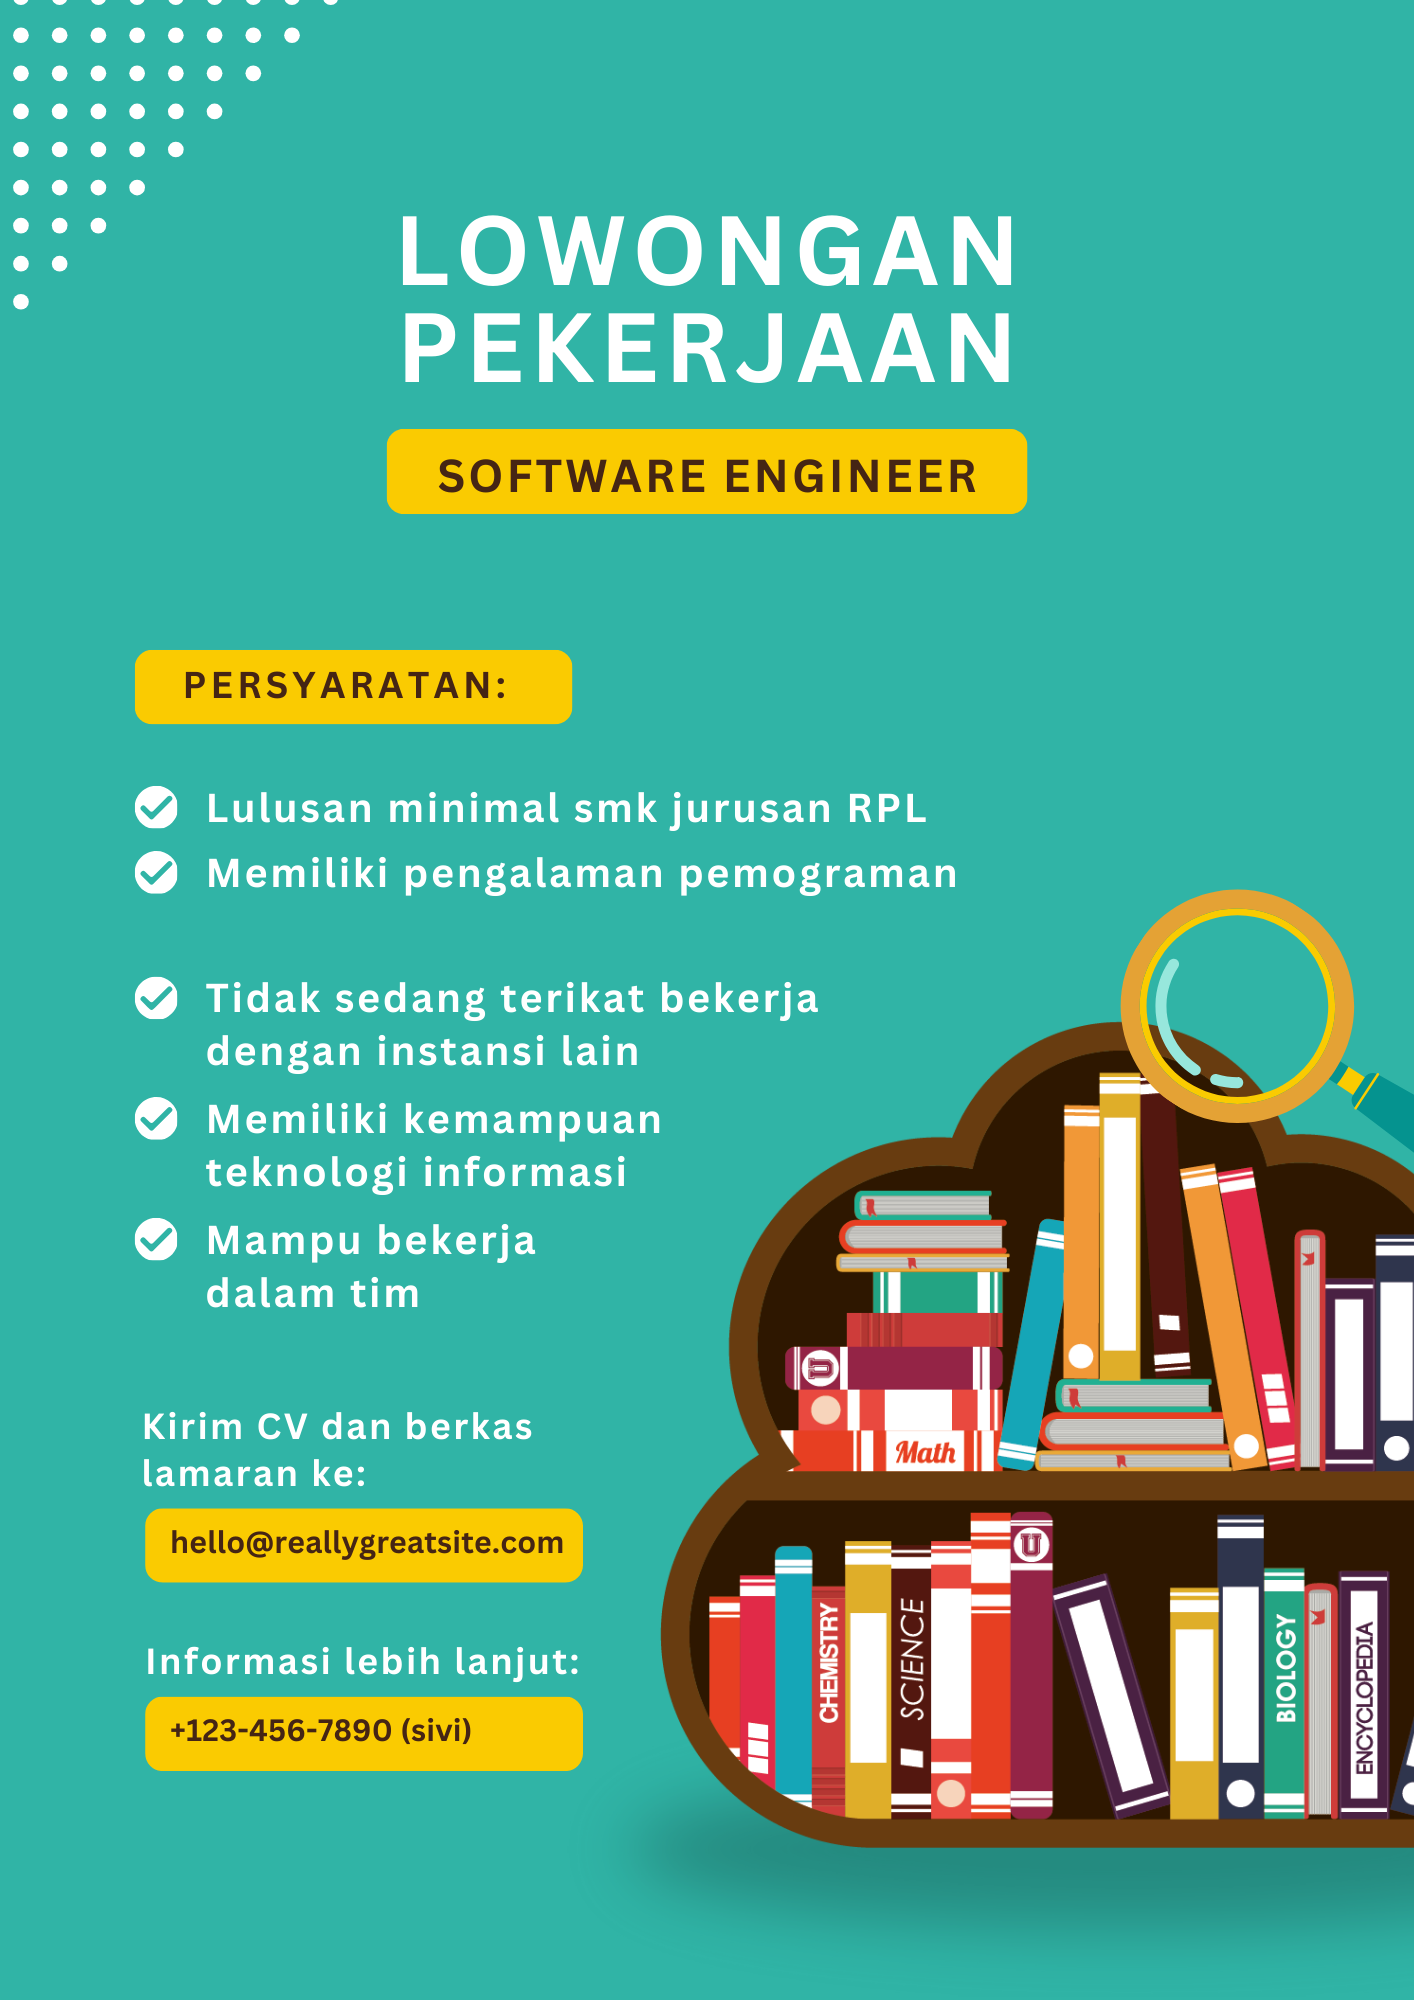 LOWONGAN
PEKERJAAN
SOFTWARE ENGINEER
PERSYARATAN:
Lulusan minimal smk jurusan RPL
Memiliki pengalaman pemograman
Tidak sedang terikat bekerja
dengan instansi lain
Memiliki kemampuan
teknologi informasi
Mampu bekerja
dalam tim
Kirim CV dan berkas
lamaran ke:
hello@reallygreatsite.com
Informasi lebih lanjut:
+123-456-7890 (sivi)
U
Math
U
CHEMISTRY
SCIENCE
BIOLOGY
ENCYCLOPEDIA